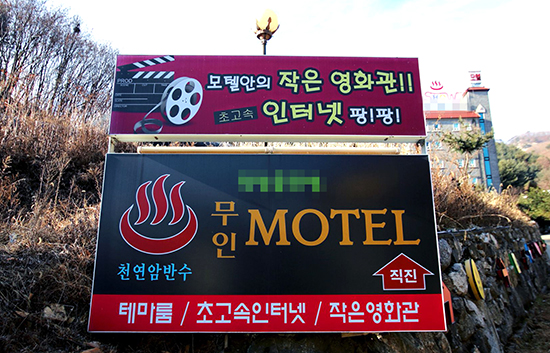 모텔안의 작은 영화관!!
초고속 인터넷 팡!팡!
무인 MOTEL
천연암반수
직진
테마룸 / 초고속인터넷 / 작은영화관